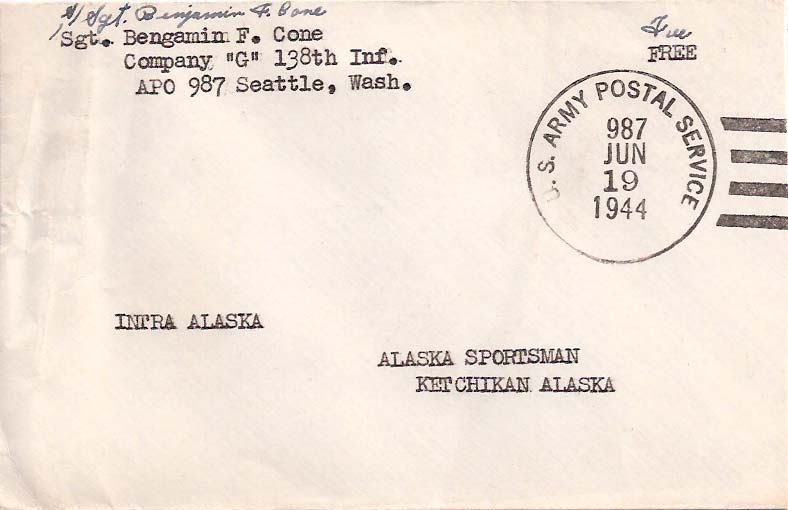 S/Sgt. Benjamin F. Cone
/Sgt. Bengamin F. Cone
Company "G" 138th Inf.
APO 987 Seattle, Wash.
Free
FREE
U.S. ARMY POSTAL SERVICE
987
JUN
19
1944
INTRA ALASKA
ALASKA SPORTSMAN
KETCHIKAN ALASKA